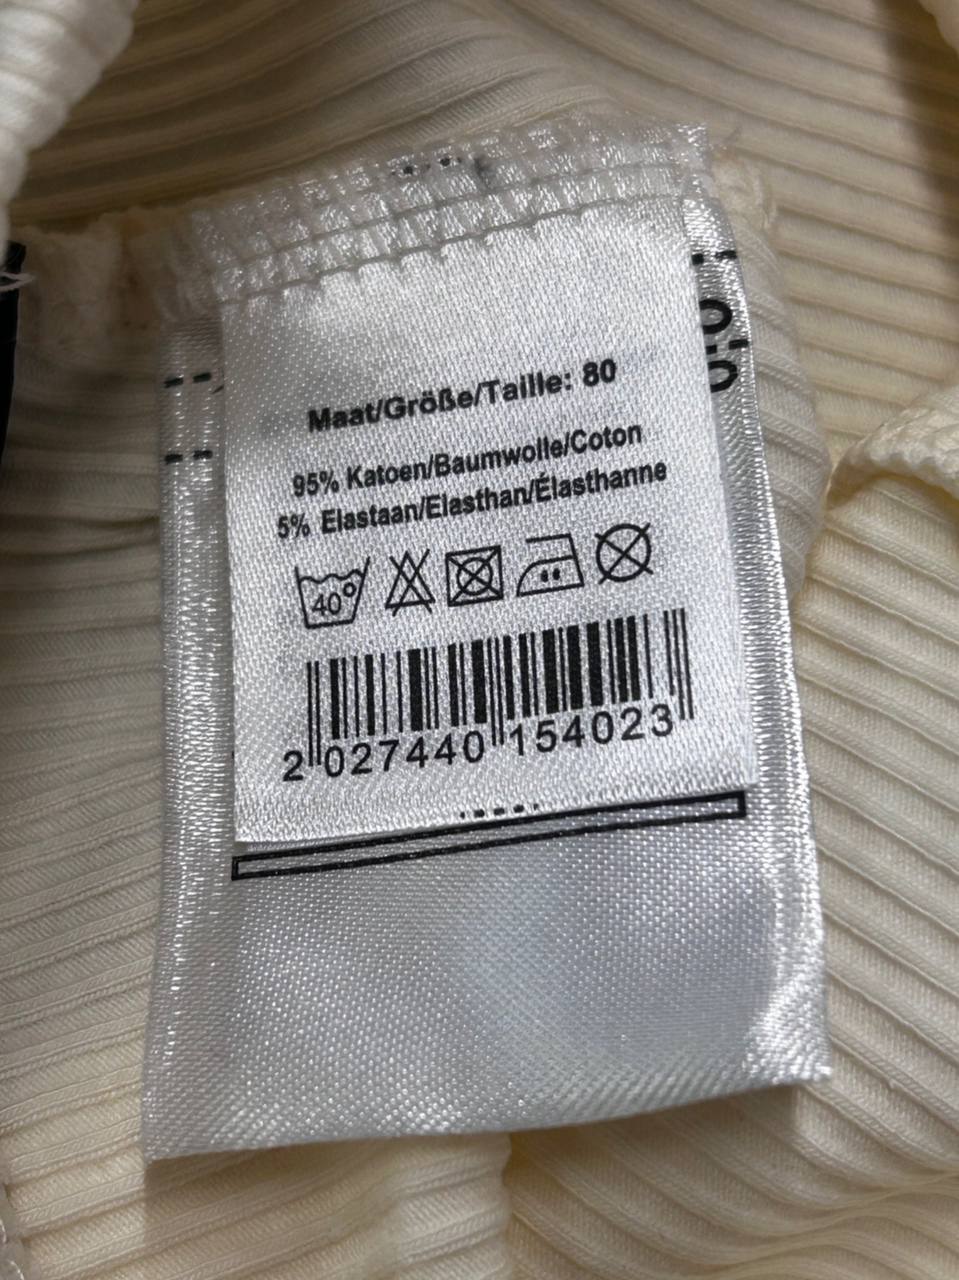 Maat/Größe/Taille: 80
95% Katoen/Baumwolle/Coton
5% Elastaan/Elasthan/Élasthanne
40°
2 027440 154023